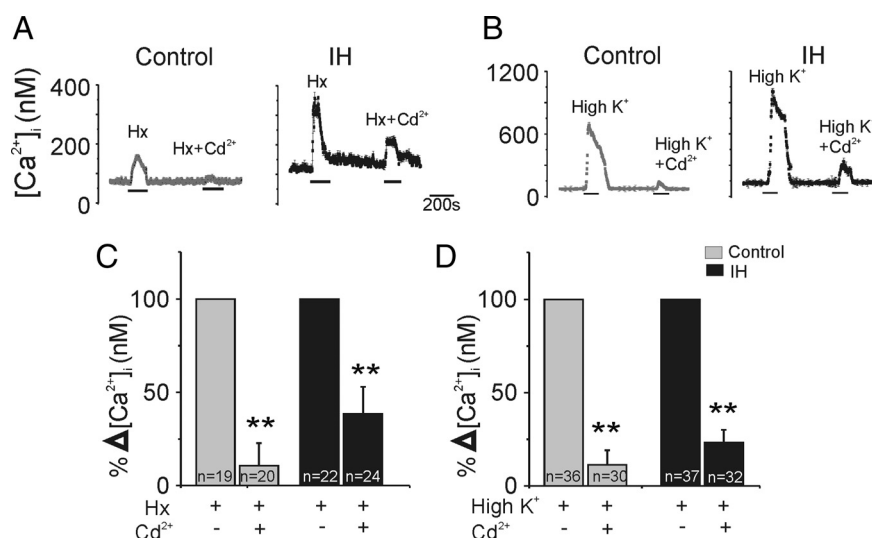 A
Control
IH
[Ca²⁺]ᵢ (nM)
400
200
0
Hx
Hx+Cd²⁺
Hx
Hx+Cd²⁺
200s
B
Control
IH
1200
600
0
High K⁺
High K⁺
+Cd²⁺
High K⁺
High K⁺
+Cd²⁺
C
% Δ[Ca²⁺]ᵢ (nM)
100
50
0
**
**
n=19
n=20
n=22
n=24
Hx + + + +
Cd²⁺ - + - +
D
Control
IH
% Δ[Ca²⁺]ᵢ (nM)
100
50
0
**
**
n=36
n=30
n=37
n=32
High K⁺ + + + +
Cd²⁺ - + - +